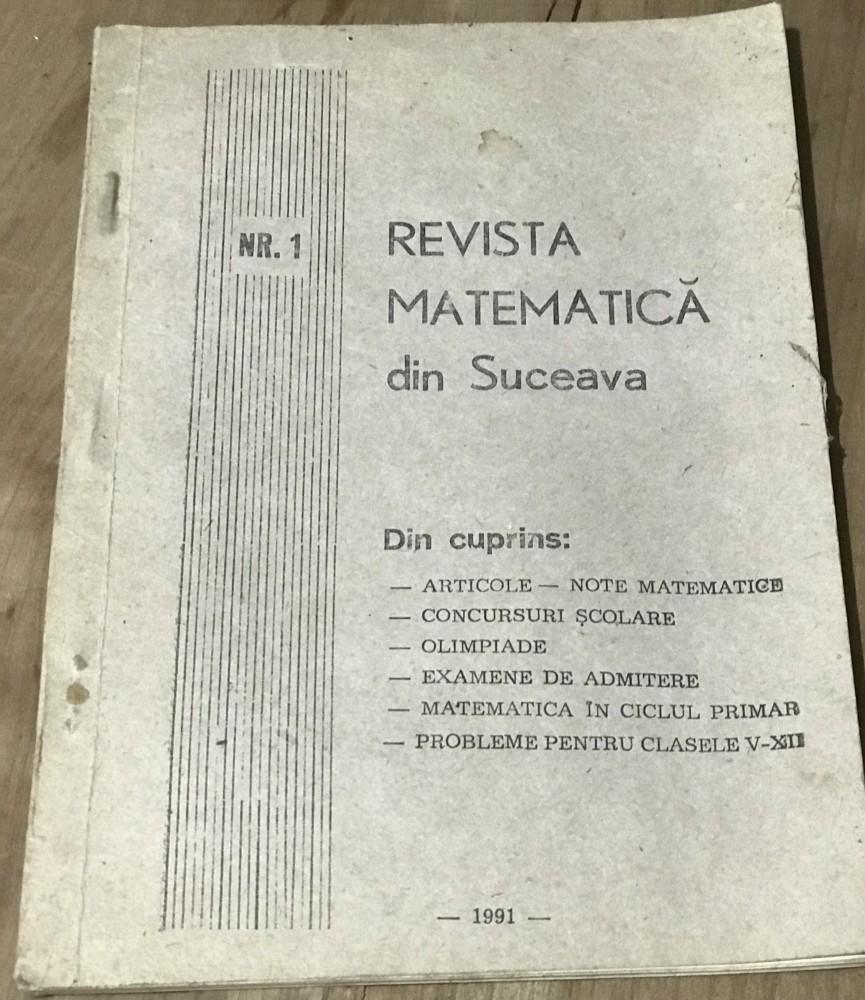 NR. 1
REVISTA
MATEMATICĂ
din Suceava
Din cuprins:
— ARTICOLE — NOTE MATEMATICE
— CONCURSURI ȘCOLARE
— OLIMPIADE
— EXAMENE DE ADMITERE
— MATEMATICA ÎN CICLUL PRIMAR
— PROBLEME PENTRU CLASELE V-XII
— 1991 —